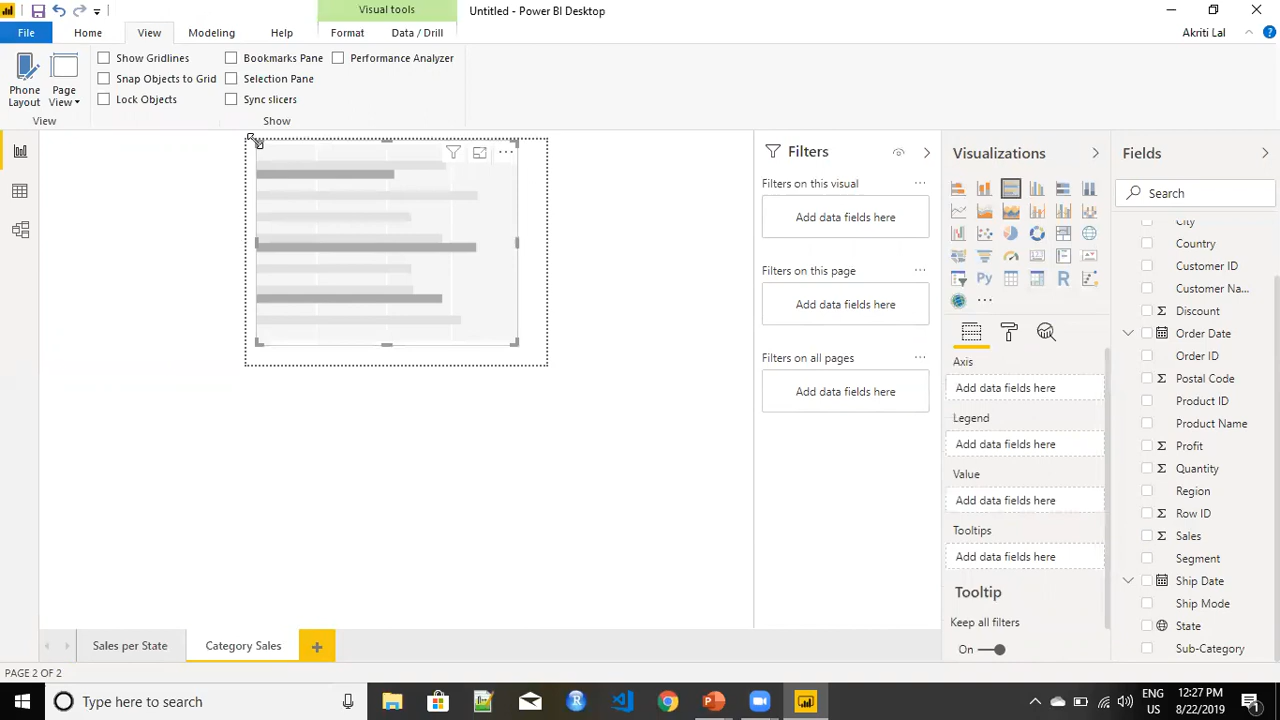 Visual tools
Untitled - Power BI Desktop
File
Home
View
Modeling
Help
Format
Data / Drill
Akriti Lal
Show Gridlines
Bookmarks Pane
Performance Analyzer
Snap Objects to Grid
Selection Pane
Lock Objects
Sync slicers
Phone
Layout
Page
View
View
Show
Filters
Filters on this visual
Add data fields here
Filters on this page
Add data fields here
Filters on all pages
Add data fields here
Visualizations
Py
R
Axis
Add data fields here
Legend
Add data fields here
Value
Add data fields here
Tooltips
Add data fields here
Tooltip
Keep all filters
On
Fields
Search
City
Country
Customer ID
Customer Na...
Discount
Order Date
Order ID
Postal Code
Product ID
Product Name
Profit
Quantity
Region
Row ID
Sales
Segment
Ship Date
Ship Mode
State
Sub-Category
Sales per State
Category Sales
PAGE 2 OF 2
Type here to search
ENG
US
12:27 PM
8/22/2019